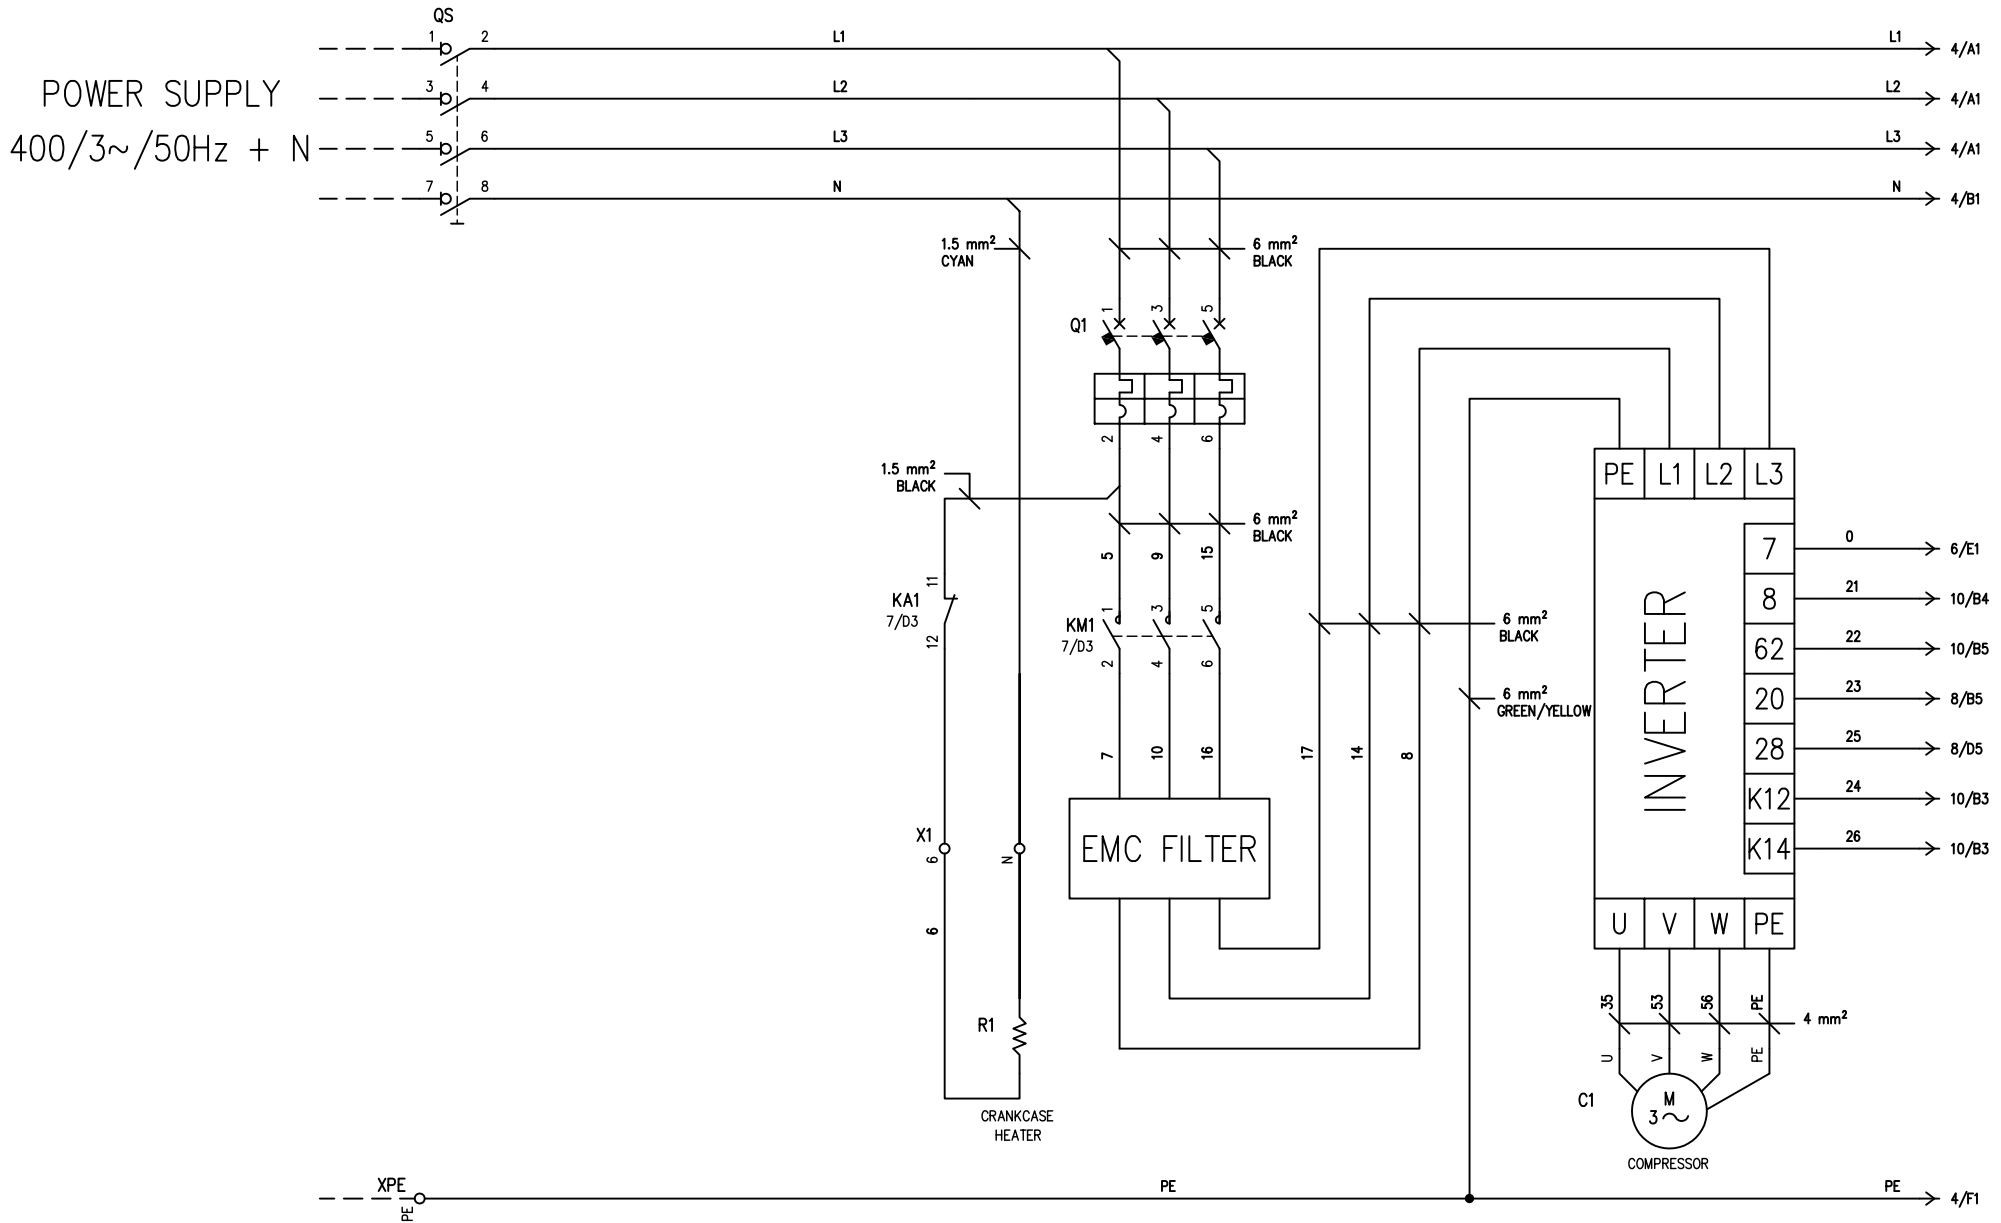 QS
1 2 L1 L1 4/A1
POWER SUPPLY
3 4 L2 L2 4/A1
400/3~/50Hz + N
5 6 L3 L3 4/A1
7 8 N N 4/B1
1.5 mm²
CYAN
6 mm²
BLACK
Q1
1 3 5
2 4 6
1.5 mm²
BLACK
6 mm²
BLACK
5 9 15
11
KA1
7/D3
12
KM1
7/D3
1 3 5
2 4 6
6 mm²
BLACK
6 mm²
GREEN/YELLOW
7 10 16 17 14 8
X1
6 N
EMC FILTER
6
R1
CRANKCASE
HEATER
PE L1 L2 L3
INVERTER
7 0 6/E1
8 21 10/B4
62 22 10/B5
20 23 8/B5
28 25 8/D5
K12 24 10/B3
K14 26 10/B3
U V W PE
35 53 56 PE
4 mm²
U V W PE
C1
M
3~
COMPRESSOR
XPE
PE
PE PE 4/F1